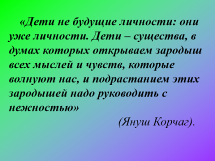 «Дети не будущие личности: они
уже личности. Дети – существа, в
думах которых открываем зародыш
всех мыслей и чувств, которые
волнуют нас, и подрастанием этих
зародышей надо руководить с
нежностью»
(Януш Корчаг).